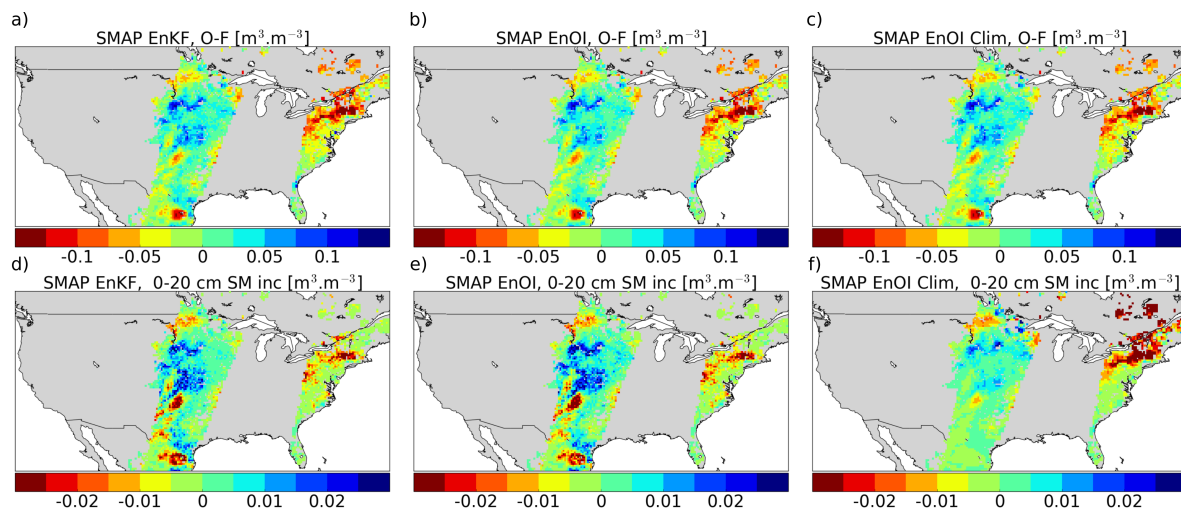 a)
SMAP EnKF, O-F [m³.m⁻³]
-0.1 -0.05 0 0.05 0.1
b)
SMAP EnOI, O-F [m³.m⁻³]
-0.1 -0.05 0 0.05 0.1
c)
SMAP EnOI Clim, O-F [m³.m⁻³]
-0.1 -0.05 0 0.05 0.1
d)
SMAP EnKF, 0-20 cm SM inc [m³.m⁻³]
-0.02 -0.01 0 0.01 0.02
e)
SMAP EnOI, 0-20 cm SM inc [m³.m⁻³]
-0.02 -0.01 0 0.01 0.02
f)
SMAP EnOI Clim, 0-20 cm SM inc [m³.m⁻³]
-0.02 -0.01 0 0.01 0.02